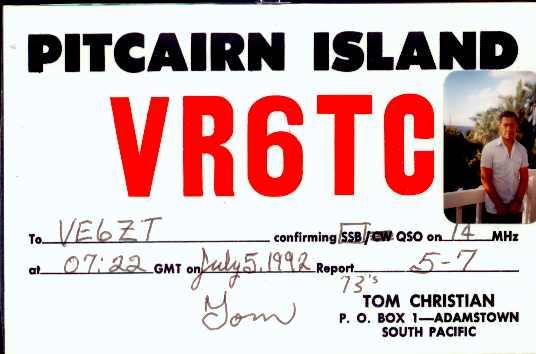 PITCAIRN ISLAND
VR6TC
To VE6ZT confirming SSB/CW QSO on 14 MHz
at 07:22 GMT on July 5, 1992 Report 5-7
73's
Tom
TOM CHRISTIAN
P. O. BOX 1—ADAMSTOWN
SOUTH PACIFIC